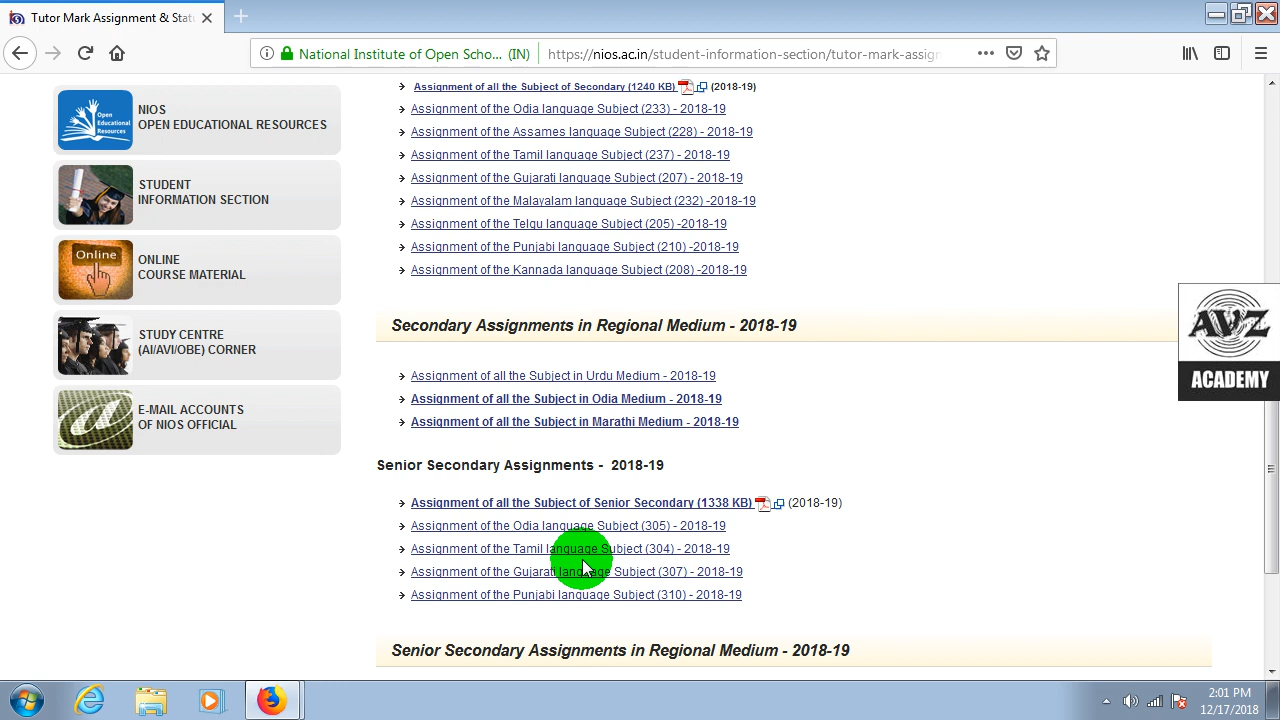 Tutor Mark Assignment & Stat
National Institute of Open Scho... (IN)
https://nios.ac.in/student-information-section/tutor-mark-assign
NIOS
OPEN EDUCATIONAL RESOURCES
Open Educational Resources
STUDENT
INFORMATION SECTION
Online
ONLINE
COURSE MATERIAL
STUDY CENTRE
(AI/AVI/OBE) CORNER
E-MAIL ACCOUNTS
OF NIOS OFFICIAL
Assignment of all the Subject of Secondary (1240 KB) (2018-19)
Assignment of the Odia language Subject (233) - 2018-19
Assignment of the Assames language Subject (228) - 2018-19
Assignment of the Tamil language Subject (237) - 2018-19
Assignment of the Gujarati language Subject (207) - 2018-19
Assignment of the Malayalam language Subject (232) -2018-19
Assignment of the Telgu language Subject (205) -2018-19
Assignment of the Punjabi language Subject (210) -2018-19
Assignment of the Kannada language Subject (208) -2018-19
Secondary Assignments in Regional Medium - 2018-19
Assignment of all the Subject in Urdu Medium - 2018-19
Assignment of all the Subject in Odia Medium - 2018-19
Assignment of all the Subject in Marathi Medium - 2018-19
Senior Secondary Assignments - 2018-19
Assignment of all the Subject of Senior Secondary (1338 KB) (2018-19)
Assignment of the Odia language Subject (305) - 2018-19
Assignment of the Tamil language Subject (304) - 2018-19
Assignment of the Gujarati language Subject (307) - 2018-19
Assignment of the Punjabi language Subject (310) - 2018-19
Senior Secondary Assignments in Regional Medium - 2018-19
AVZ
ACADEMY
2:01 PM
12/17/2018